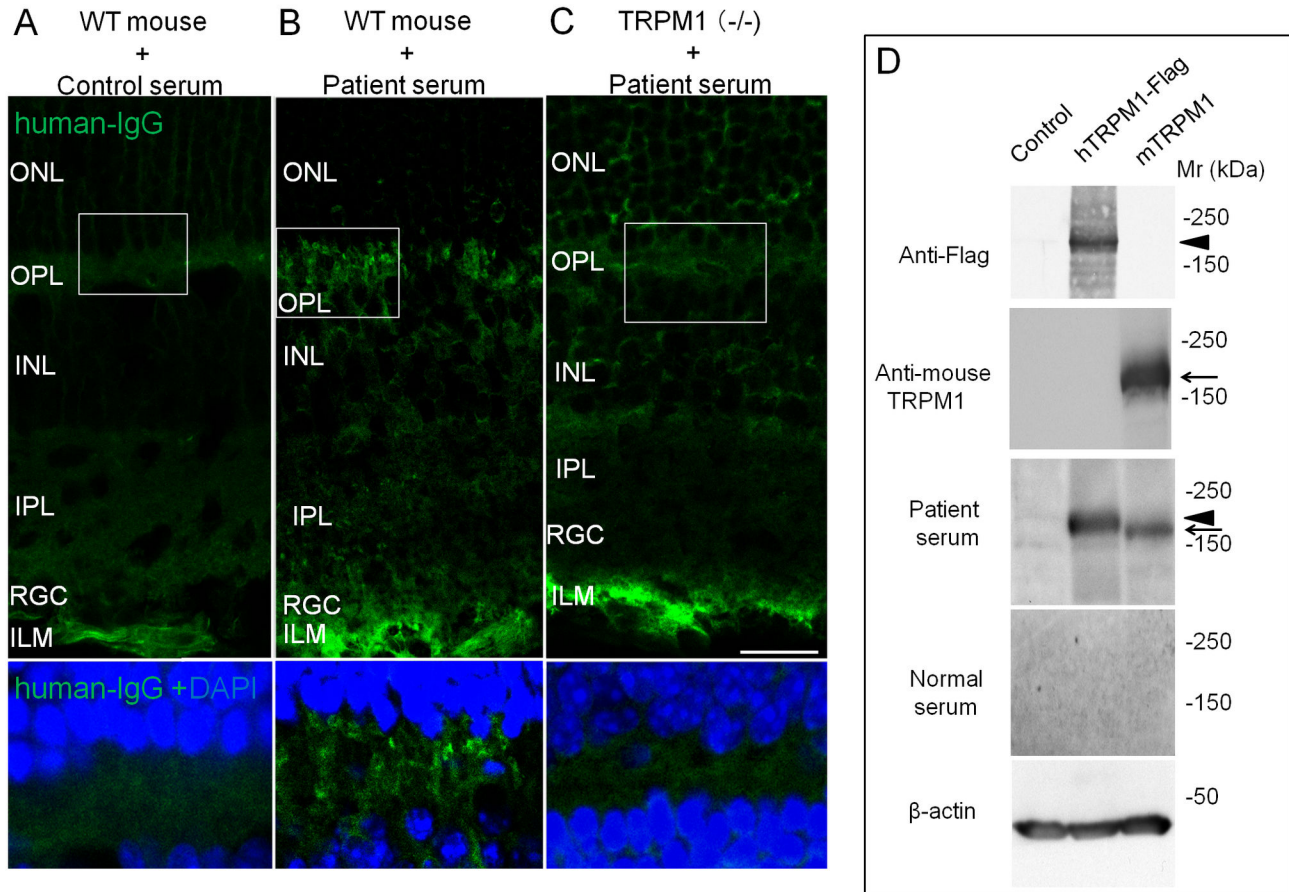 A WT mouse + Control serum
B WT mouse + Patient serum
C TRPM1 (-/-) + Patient serum
human-IgG
ONL
OPL
INL
IPL
RGC
ILM
ONL
OPL
INL
IPL
RGC
ILM
ONL
OPL
INL
IPL
RGC
ILM
human-IgG +DAPI
D
Control
hTRPM1-Flag
mTRPM1
Mr (kDa)
Anti-Flag
-250
-150
Anti-mouse
TRPM1
-250
-150
Patient
serum
-250
-150
Normal
serum
-250
-150
β-actin
-50